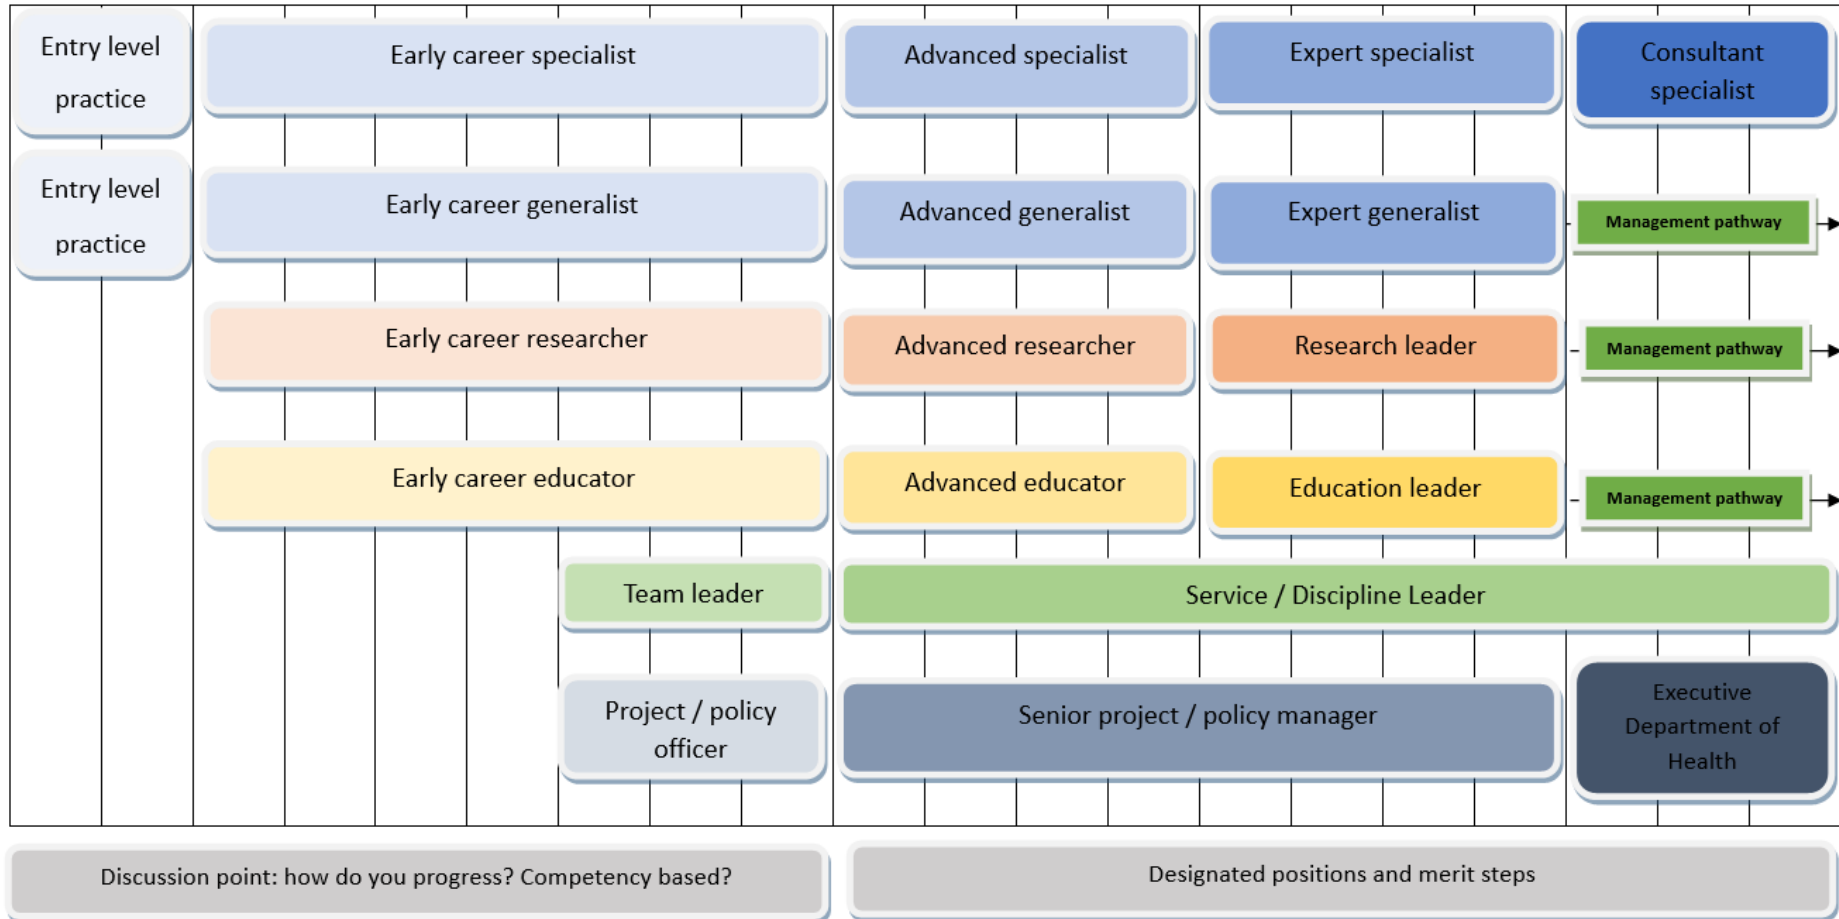 Entry level
practice
Early career specialist
Advanced specialist
Expert specialist
Consultant
specialist
Entry level
practice
Early career generalist
Advanced generalist
Expert generalist
Management pathway
Early career researcher
Advanced researcher
Research leader
Management pathway
Early career educator
Advanced educator
Education leader
Management pathway
Team leader
Service / Discipline Leader
Project / policy
officer
Senior project / policy manager
Executive
Department of
Health
Discussion point: how do you progress? Competency based?
Designated positions and merit steps